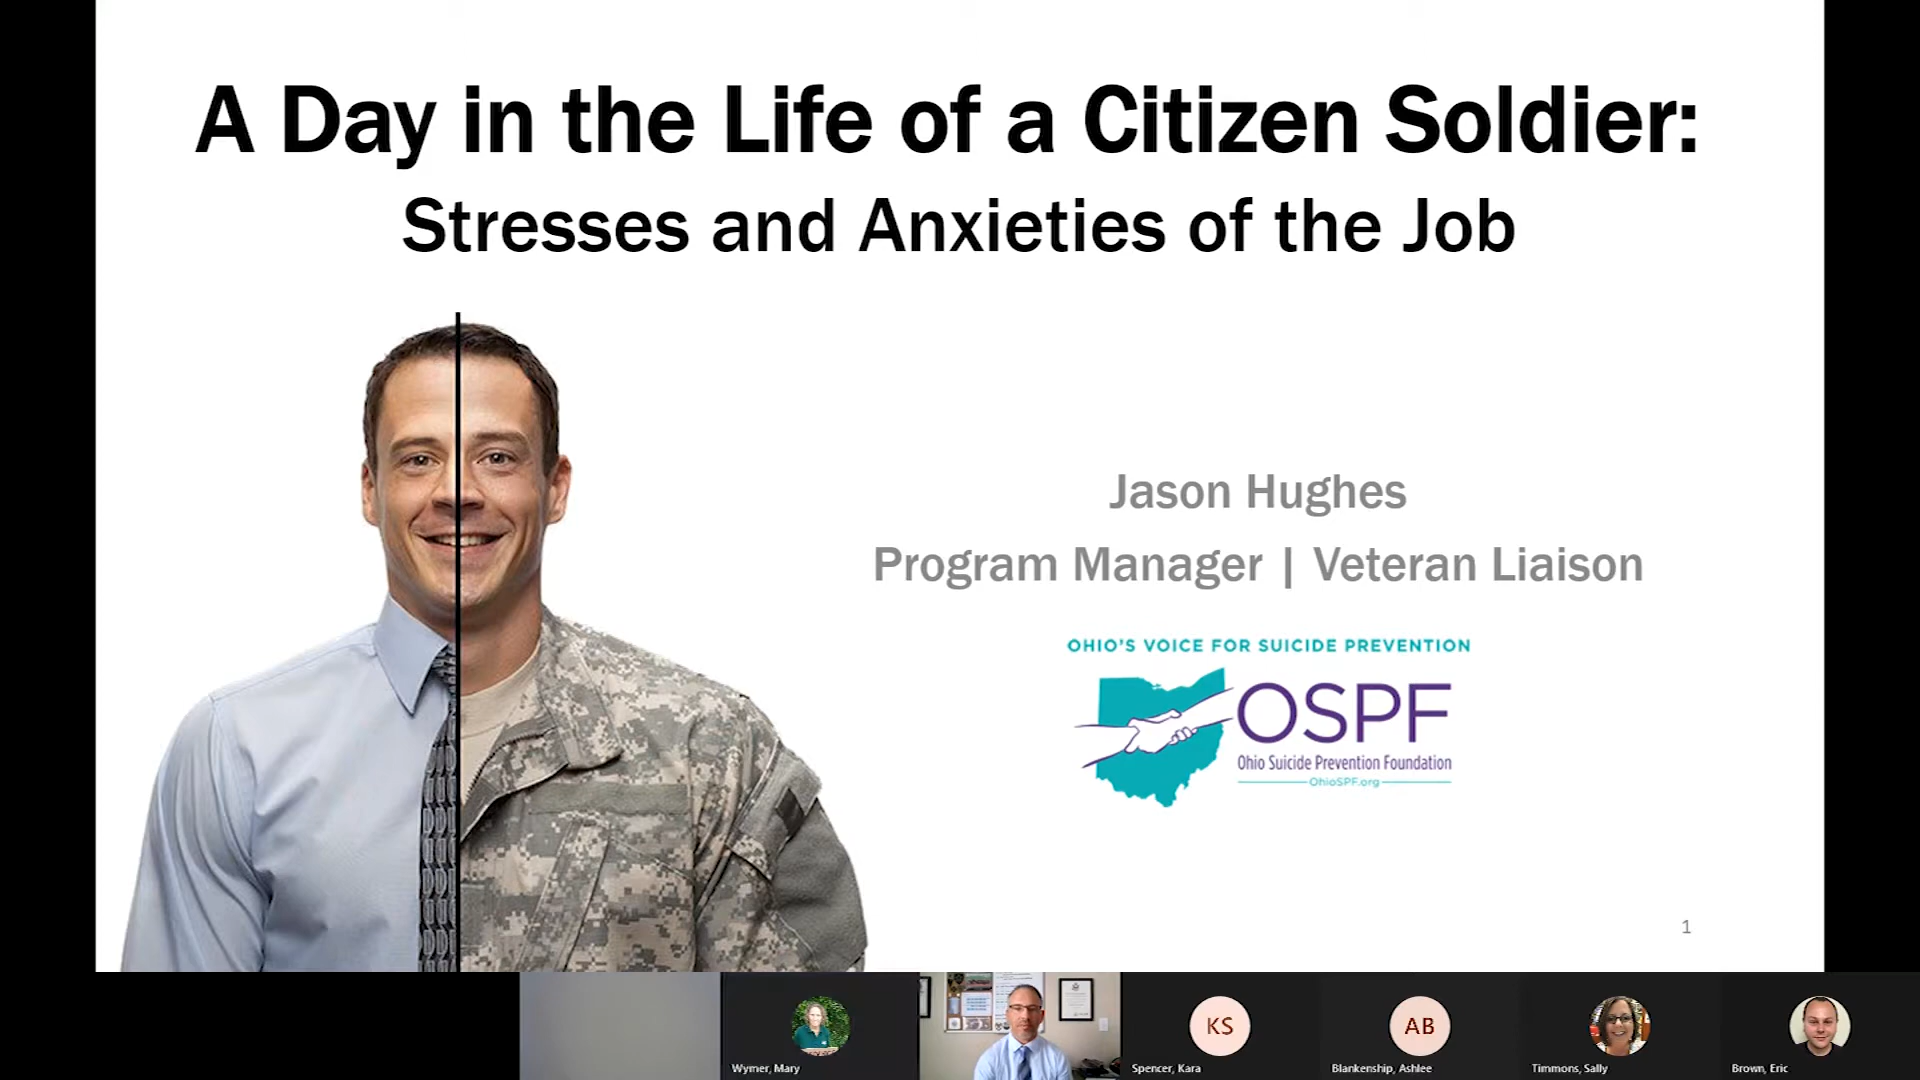 A Day in the Life of a Citizen Soldier:
Stresses and Anxieties of the Job
Jason Hughes
Program Manager | Veteran Liaison
OHIO'S VOICE FOR SUICIDE PREVENTION
OSPF
Ohio Suicide Prevention Foundation
OhioSPF.org
1
KS
AB
Wymer, Mary
Spencer, Kara
Blankenship, Ashlee
Timmons, Sally
Brown, Eric